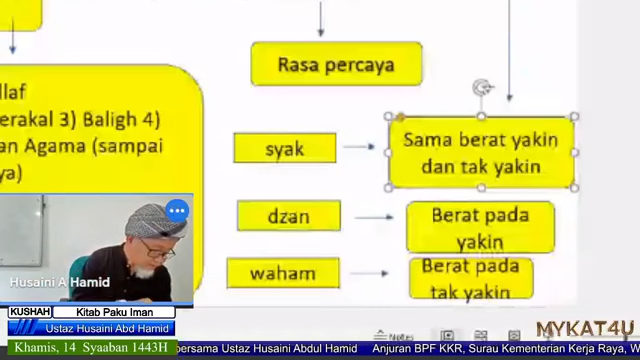 llaf
erakal 3) Baligh 4)
an Agama (sampai
ya)
Rasa percaya
syak
Sama berat yakin
dan tak yakin
dzan
Berat pada
yakin
waham
Berat pada
tak yakin
Husaini A Hamid
KUSHAH
Kitab Paku Iman
Ustaz Husaini Abd Hamid
Khamis, 14 Syaaban 1443H
bersama Ustaz Husaini Abdul Hamid Anjuran BPF KKR, Surau Kementerian Kerja Raya,
Notes
MYKAT4U